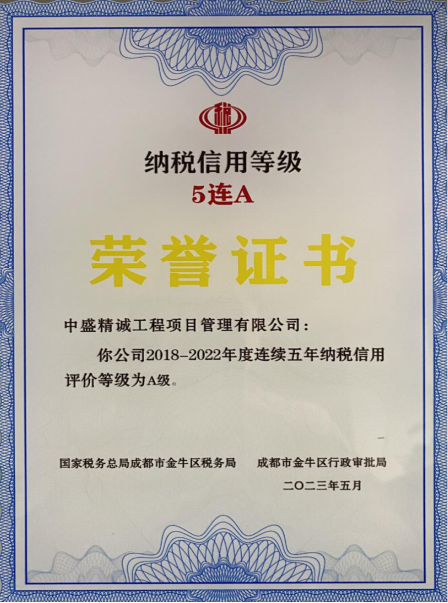 税
纳税信用等级
5连A
荣誉证书
中盛精诚工程项目管理有限公司：
你公司2018-2022年度连续五年纳税信用
评价等级为A级。
国家税务总局成都市金牛区税务局 成都市金牛区行政审批局
二〇二三年五月